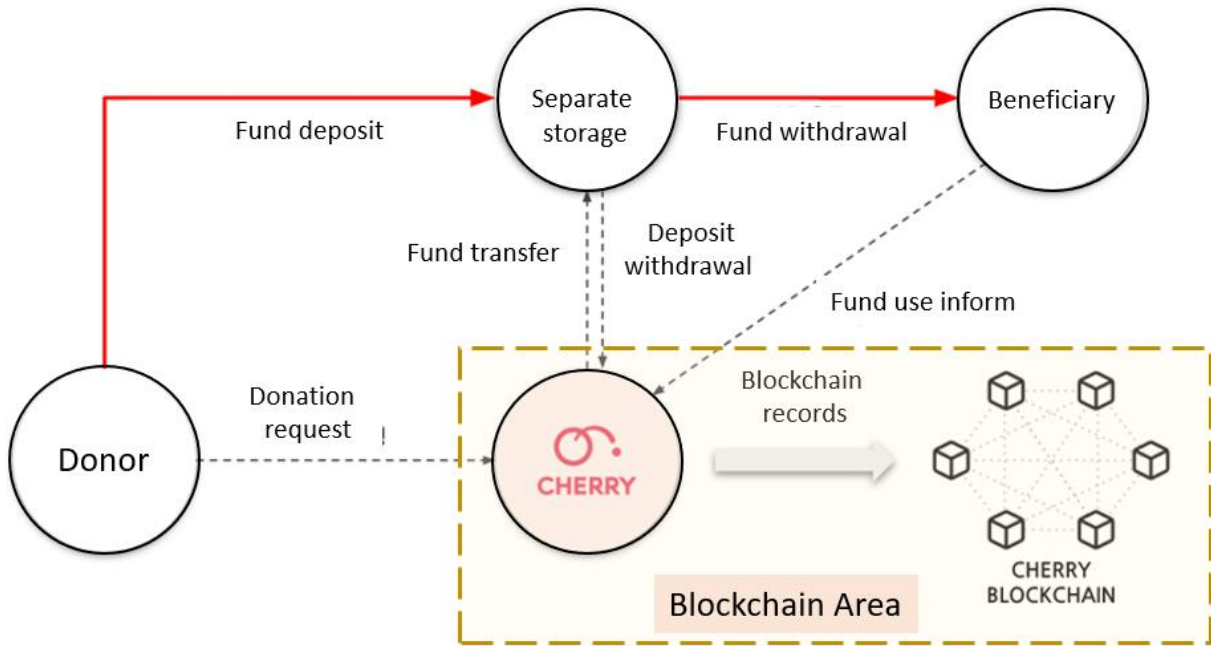 Separate
storage
Beneficiary
Fund deposit
Fund withdrawal
Fund transfer
Deposit
withdrawal
Fund use inform
Donor
Donation
request
CHERRY
Blockchain
records
CHERRY
BLOCKCHAIN
Blockchain Area